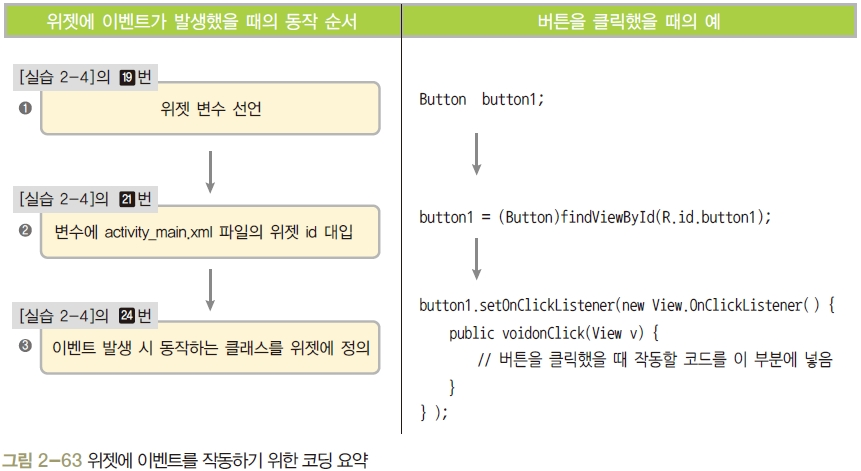 위젯에 이벤트가 발생했을 때의 동작 순서
버튼을 클릭했을 때의 예
[실습 2-4]의 19번
❶ 위젯 변수 선언
Button button1;
[실습 2-4]의 21번
❷ 변수에 activity_main.xml 파일의 위젯 id 대입
button1 = (Button)findViewById(R.id.button1);
[실습 2-4]의 24번
❸ 이벤트 발생 시 동작하는 클래스를 위젯에 정의
button1.setOnClickListener(new View.OnClickListener() {
public voidonClick(View v) {
// 버튼을 클릭했을 때 작동할 코드를 이 부분에 넣음
}
} );
그림 2-63 위젯에 이벤트를 작동하기 위한 코딩 요약